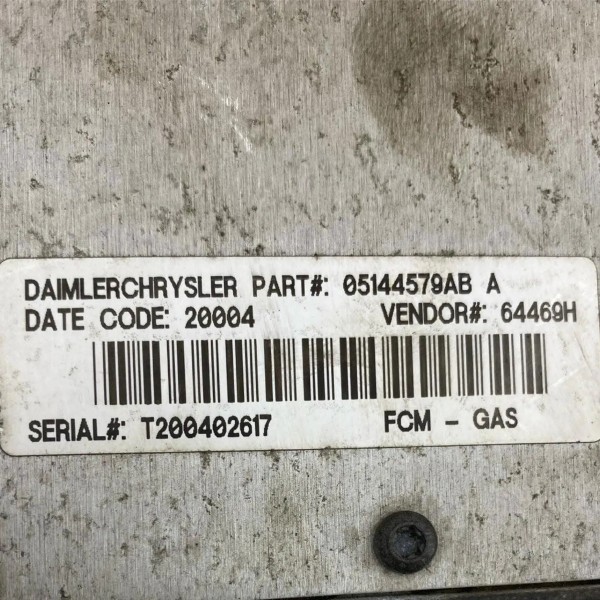 DAIMLERCHRYSLER PART#: 05144579AB A
DATE CODE: 20004 VENDOR#: 64469H
SERIAL#: T200402617 FCM - GAS